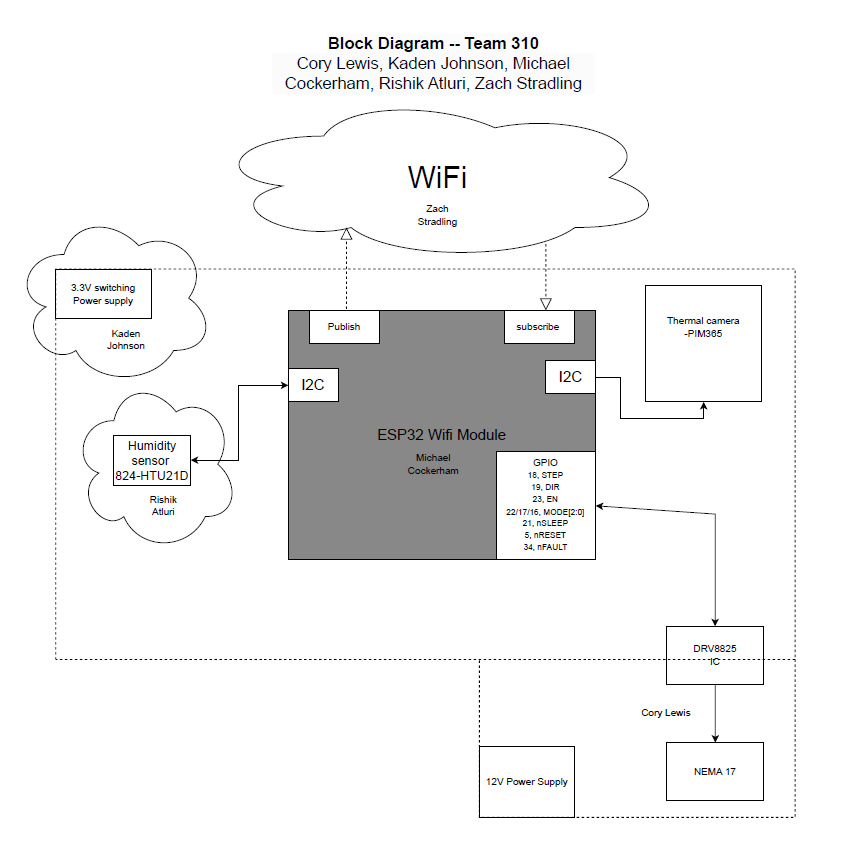 Block Diagram -- Team 310
Cory Lewis, Kaden Johnson, Michael
Cockerham, Rishik Atluri, Zach Stradling
WiFi
Zach
Stradling
3.3V switching
Power supply
Kaden
Johnson
Publish
subscribe
Thermal camera
-PIM365
I2C
I2C
ESP32 Wifi Module
Michael
Cockerham
Humidity
sensor
824-HTU21D
Rishik
Atluri
GPIO
18, STEP
19, DIR
23, EN
22/17/16, MODE[2:0]
21, nSLEEP
5, nRESET
34, nFAULT
DRV8825
IC
Cory Lewis
12V Power Supply
NEMA 17